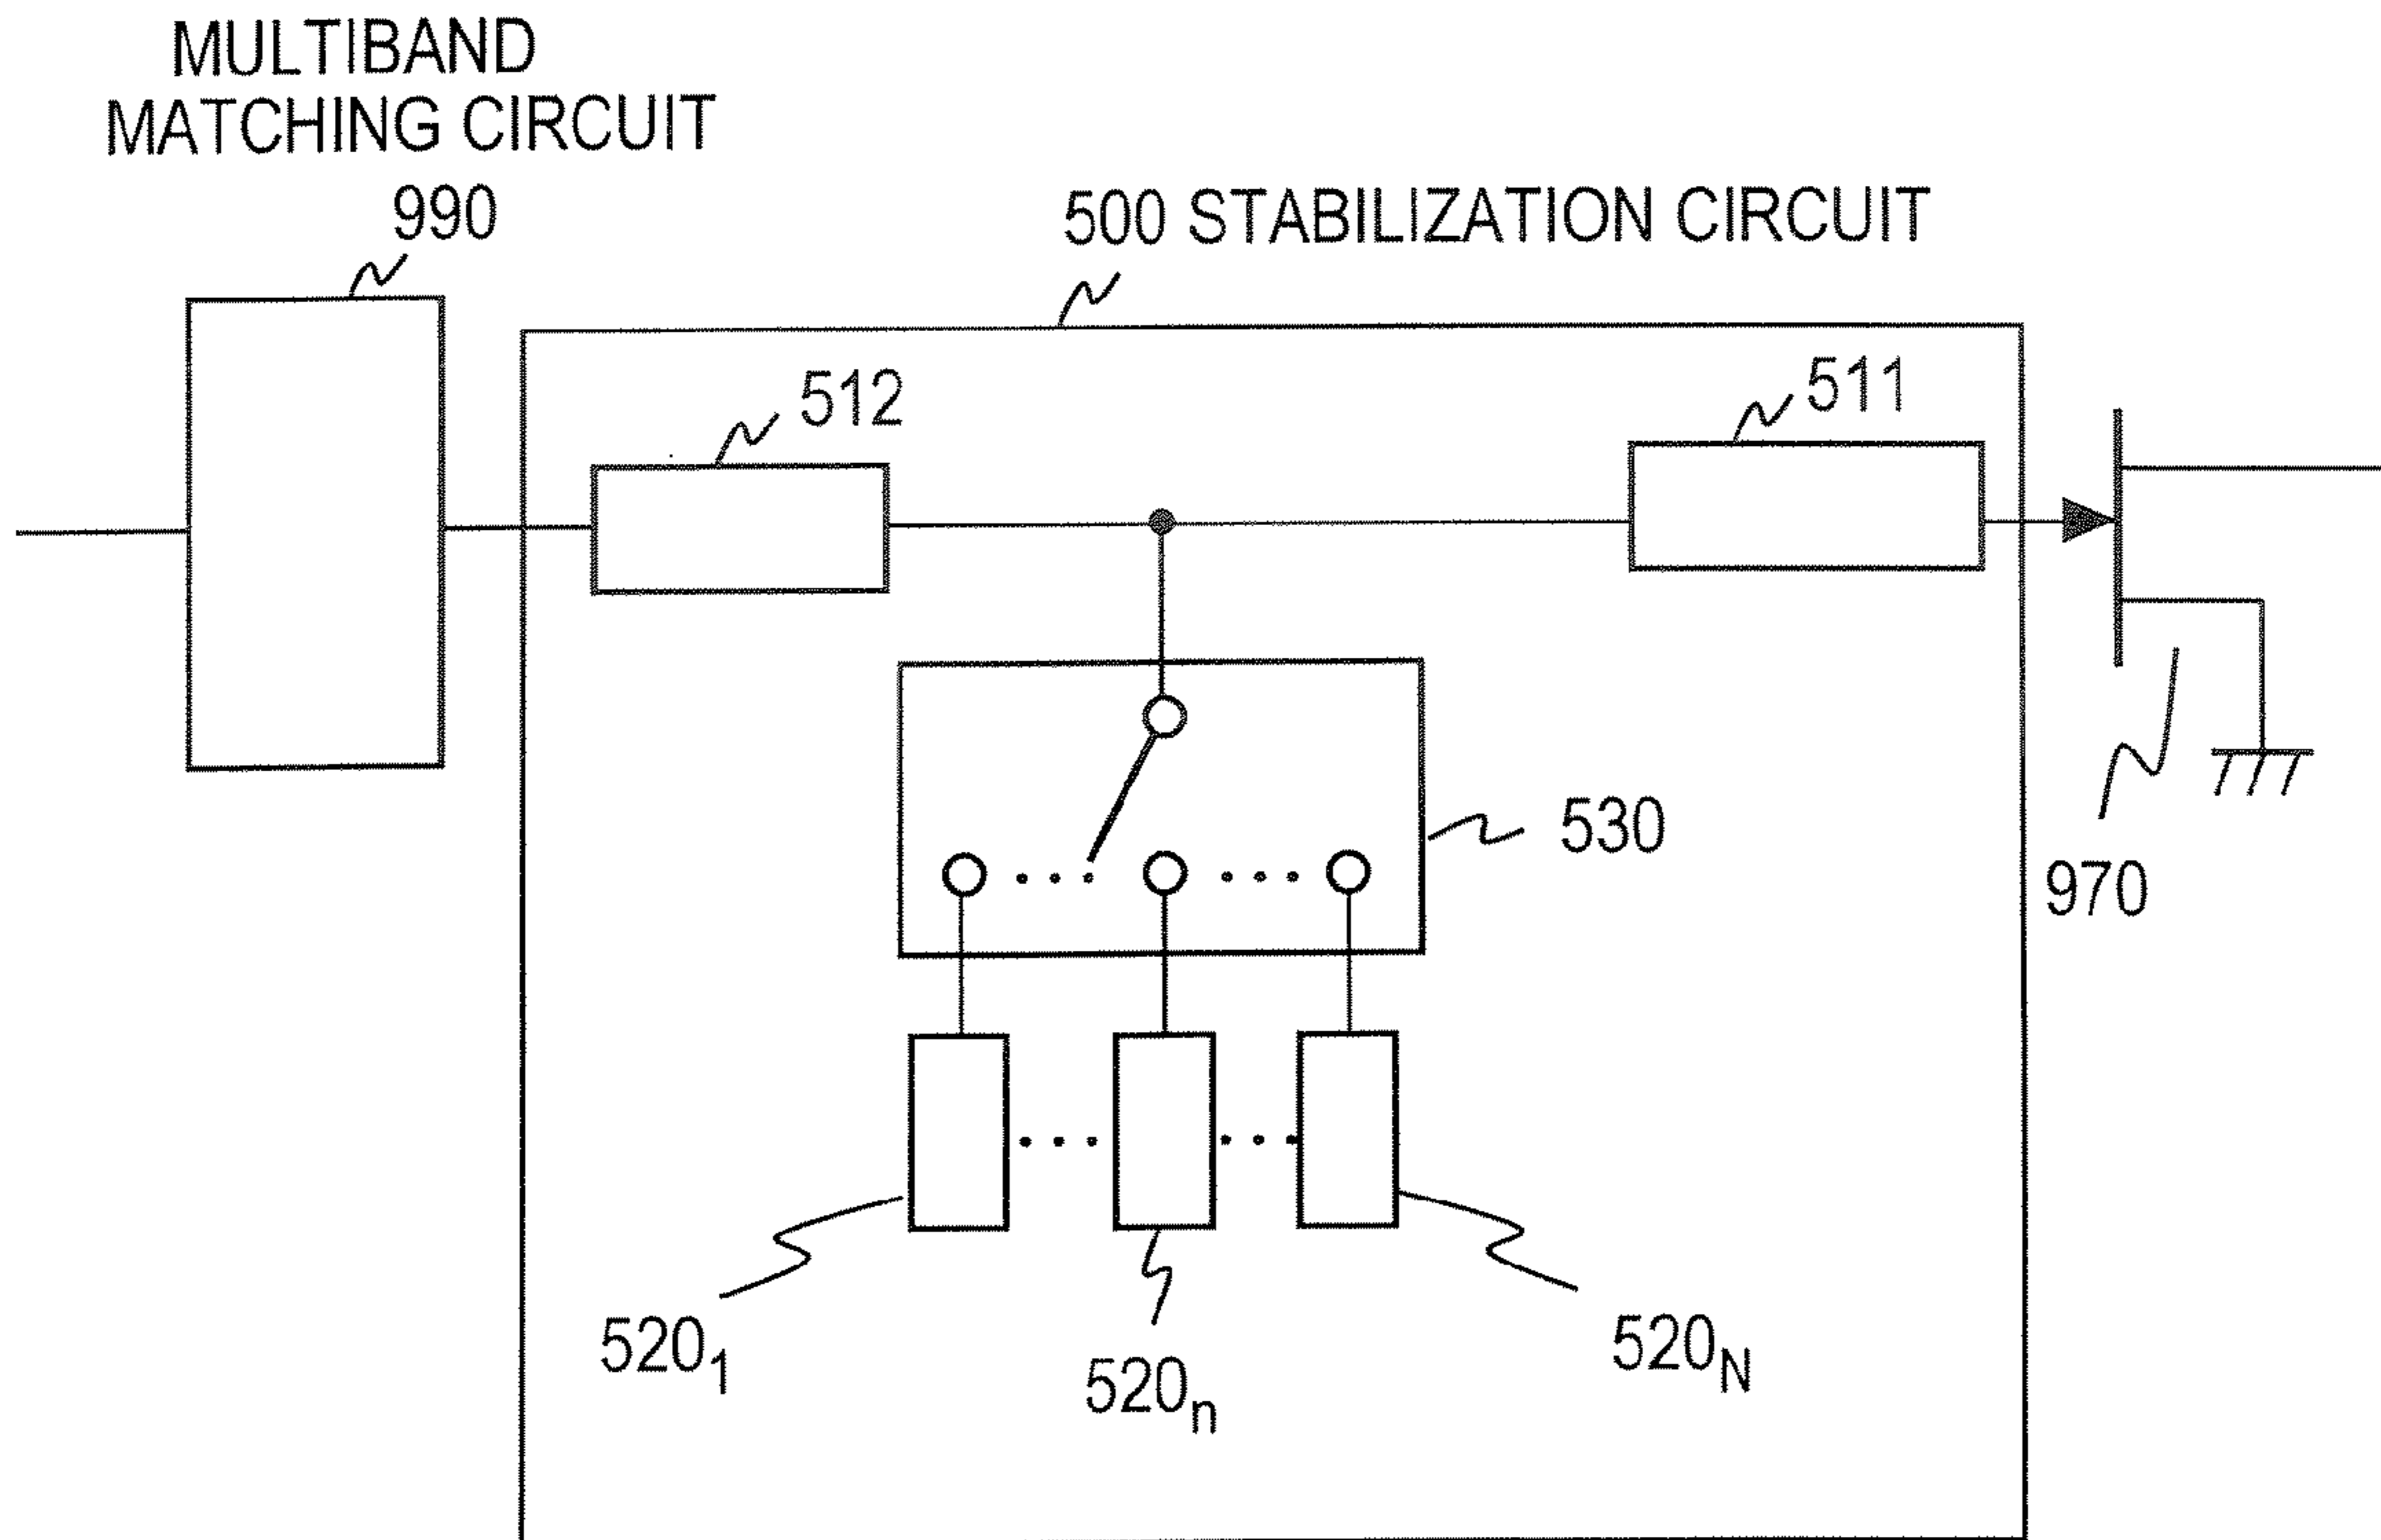 MULTIBAND
MATCHING CIRCUIT
990
500 STABILIZATION CIRCUIT
512
511
530
970
520₁
520ₙ
520_N